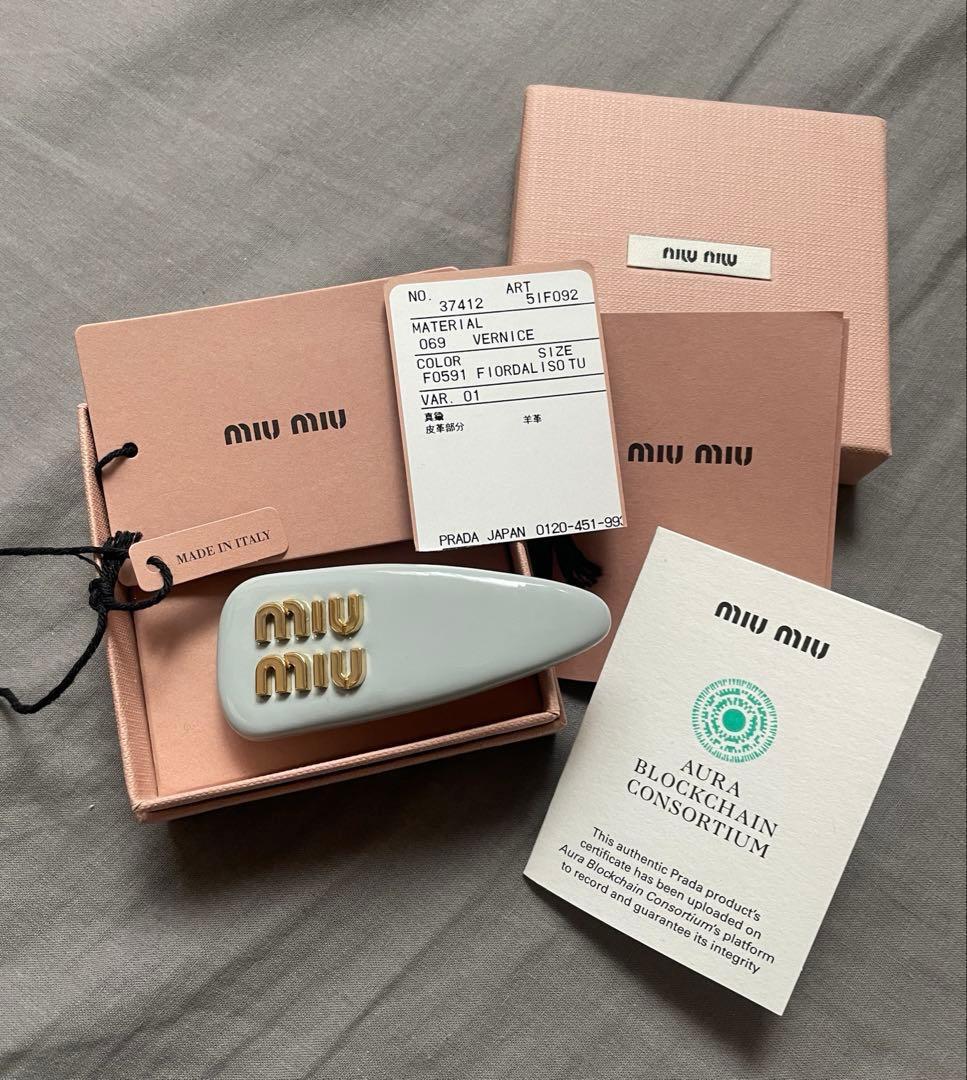 miu miu
NO. 37412 ART 5IF092
MATERIAL
069 VERNICE
COLOR SIZE
F0591 FIORDALISO TU
VAR. 01
真鍮
皮革部分 羊革
PRADA JAPAN 0120-451-993
miu miu
MADE IN ITALY
miu miu
miu
miu
miu miu
AURA
BLOCKCHAIN
CONSORTIUM
This authentic Prada product's
certificate has been uploaded on
Aura Blockchain Consortium's platform
to record and guarantee its integrity